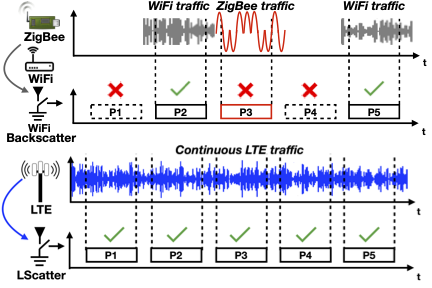 WiFi traffic ZigBee traffic WiFi traffic
ZigBee
t
WiFi
P1 P2 P3 P4 P5
WiFi
Backscatter
t
Continuous LTE traffic
LTE
t
P1 P2 P3 P4 P5
LScatter
t